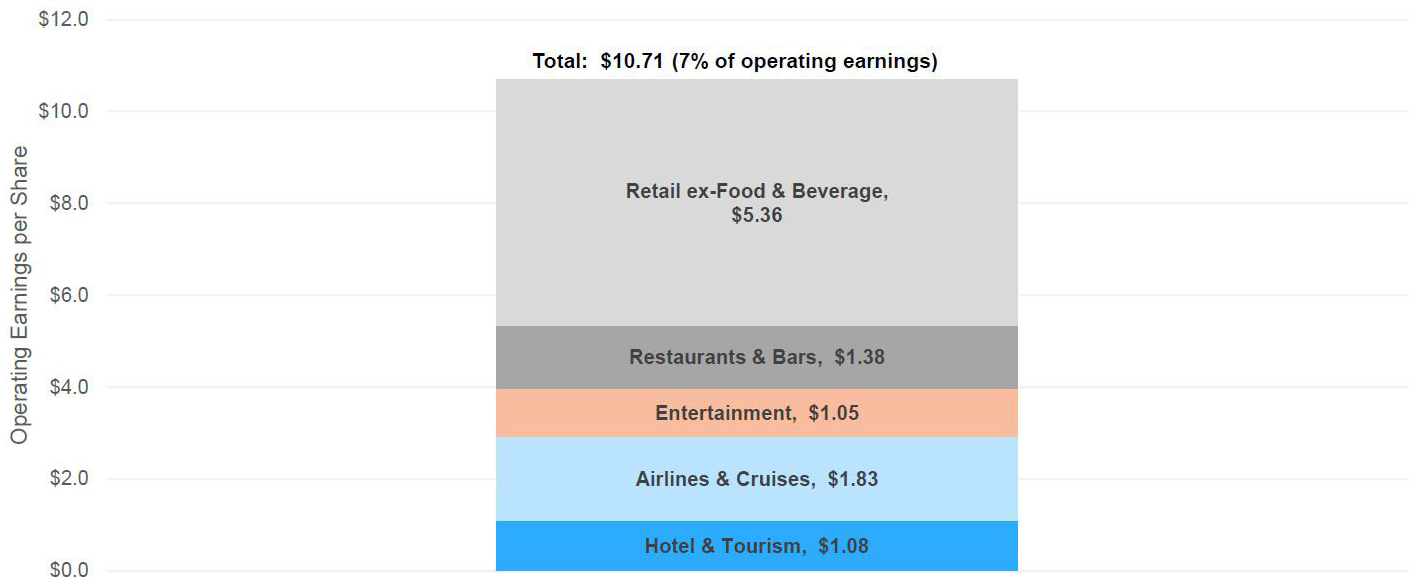 $12.0
Total: $10.71 (7% of operating earnings)
$10.0
Retail ex-Food & Beverage,
$5.36
$8.0
Operating Earnings per Share
$6.0
Restaurants & Bars, $1.38
$4.0
Entertainment, $1.05
$2.0
Airlines & Cruises, $1.83
Hotel & Tourism, $1.08
$0.0